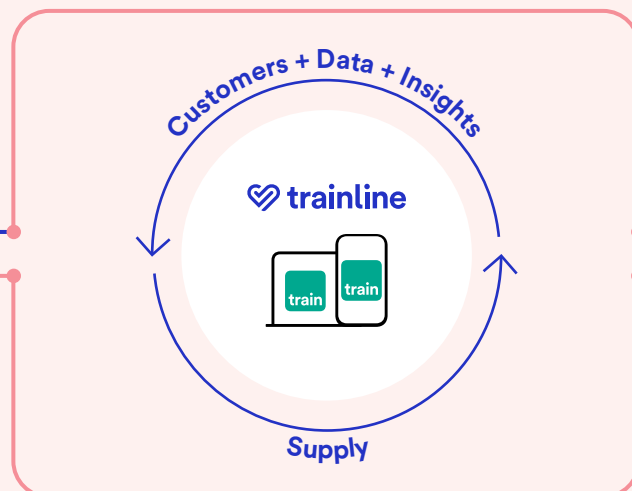 Customers + Data + Insights
trainline
train
train
Supply